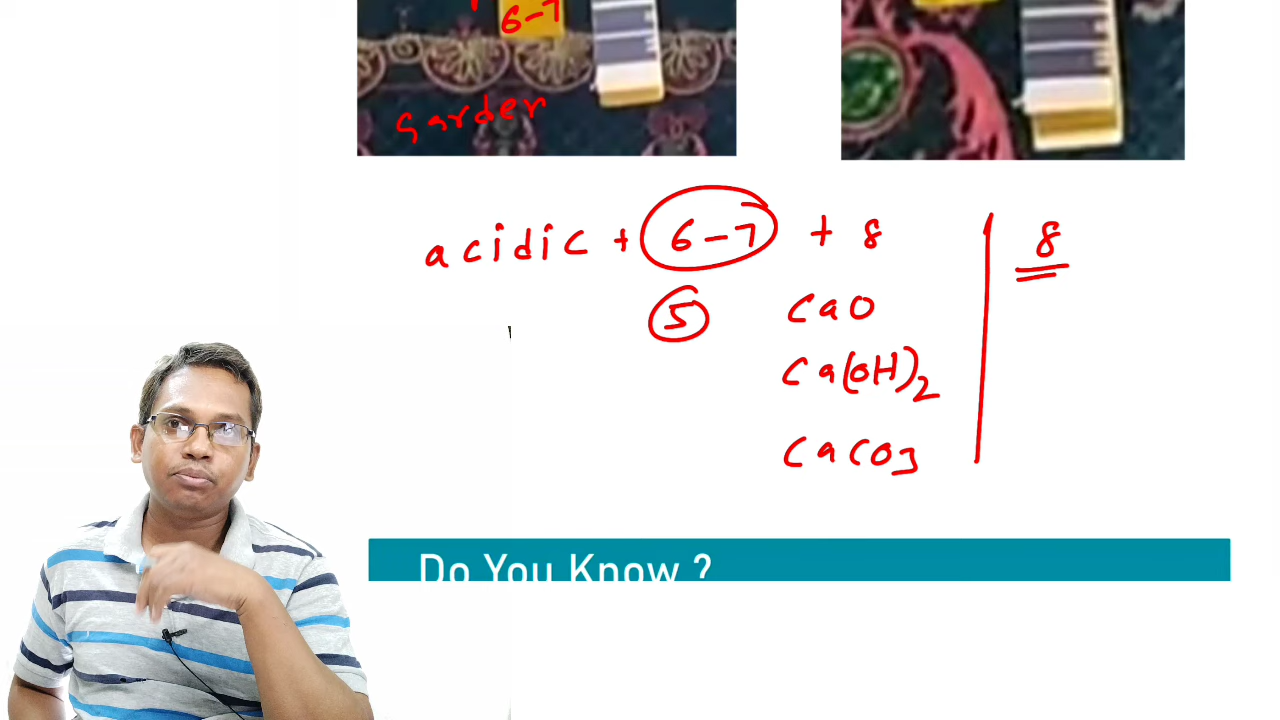 6-7
Garden
acidic + 6-7 + 8
8
5
CaO
Ca(OH)2
CaCO3
Do You Know ?